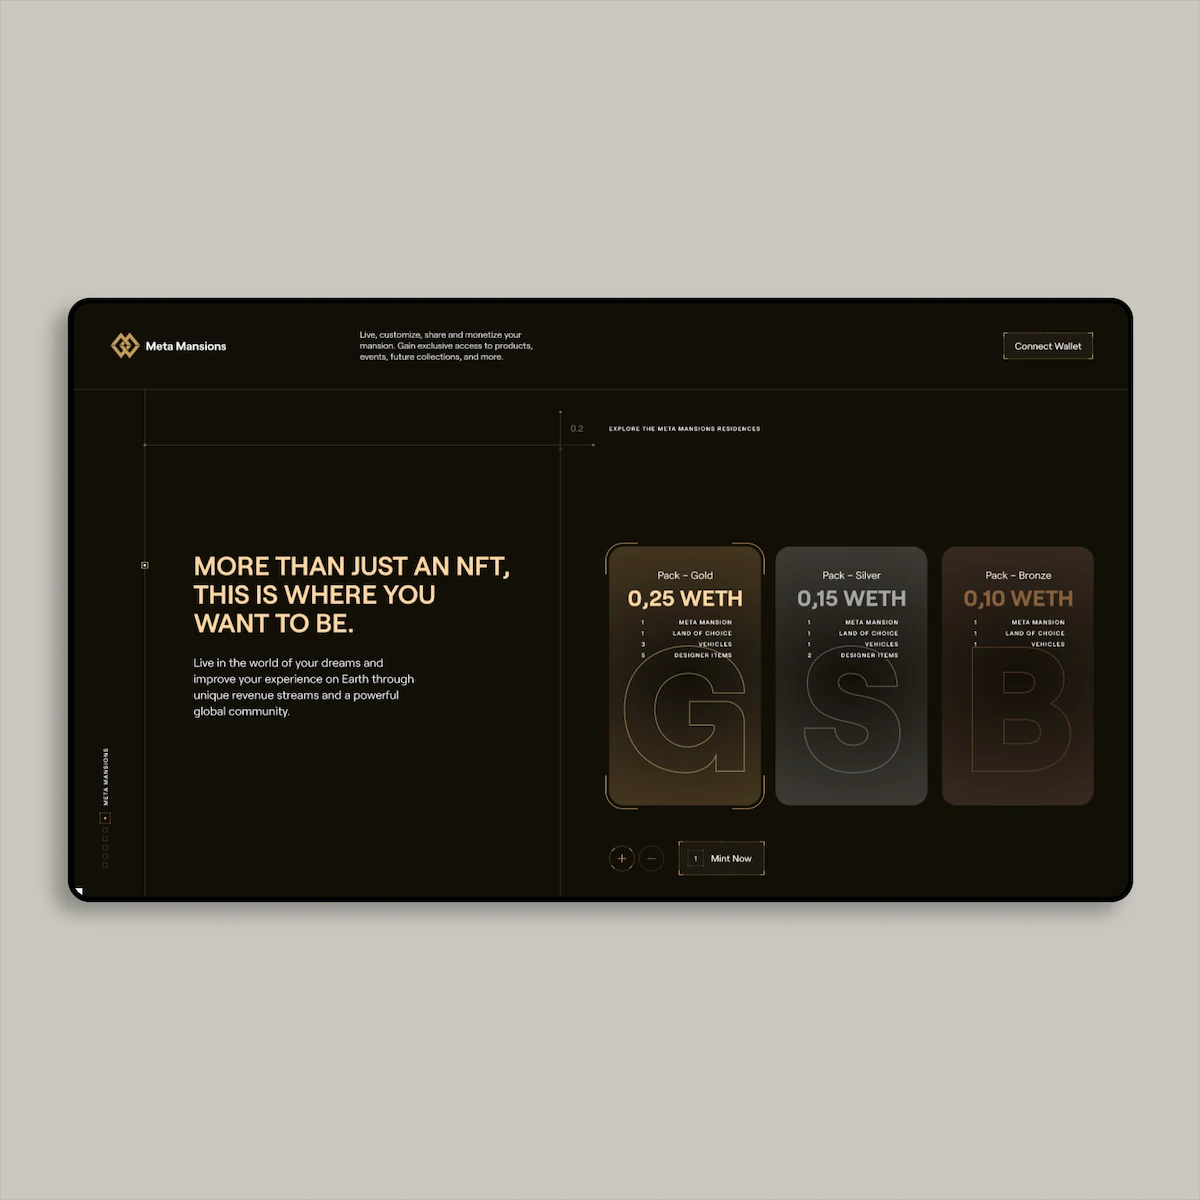 Meta Mansions
Live, customize, share and monetize your
mansion. Gain exclusive access to products,
events, future collections, and more.
Connect Wallet
0.2
EXPLORE THE META MANSIONS RESIDENCES
MORE THAN JUST AN NFT,
THIS IS WHERE YOU
WANT TO BE.
Live in the world of your dreams and
improve your experience on Earth through
unique revenue streams and a powerful
global community.
META MANSIONS
Pack – Gold
0,25 WETH
1 META MANSION
1 LAND OF CHOICE
3 VEHICLES
5 DESIGNER ITEMS
G
Pack – Silver
0,15 WETH
1 META MANSION
1 LAND OF CHOICE
1 VEHICLES
2 DESIGNER ITEMS
S
Pack – Bronze
0,10 WETH
1 META MANSION
1 LAND OF CHOICE
1 VEHICLES
B
1 Mint Now